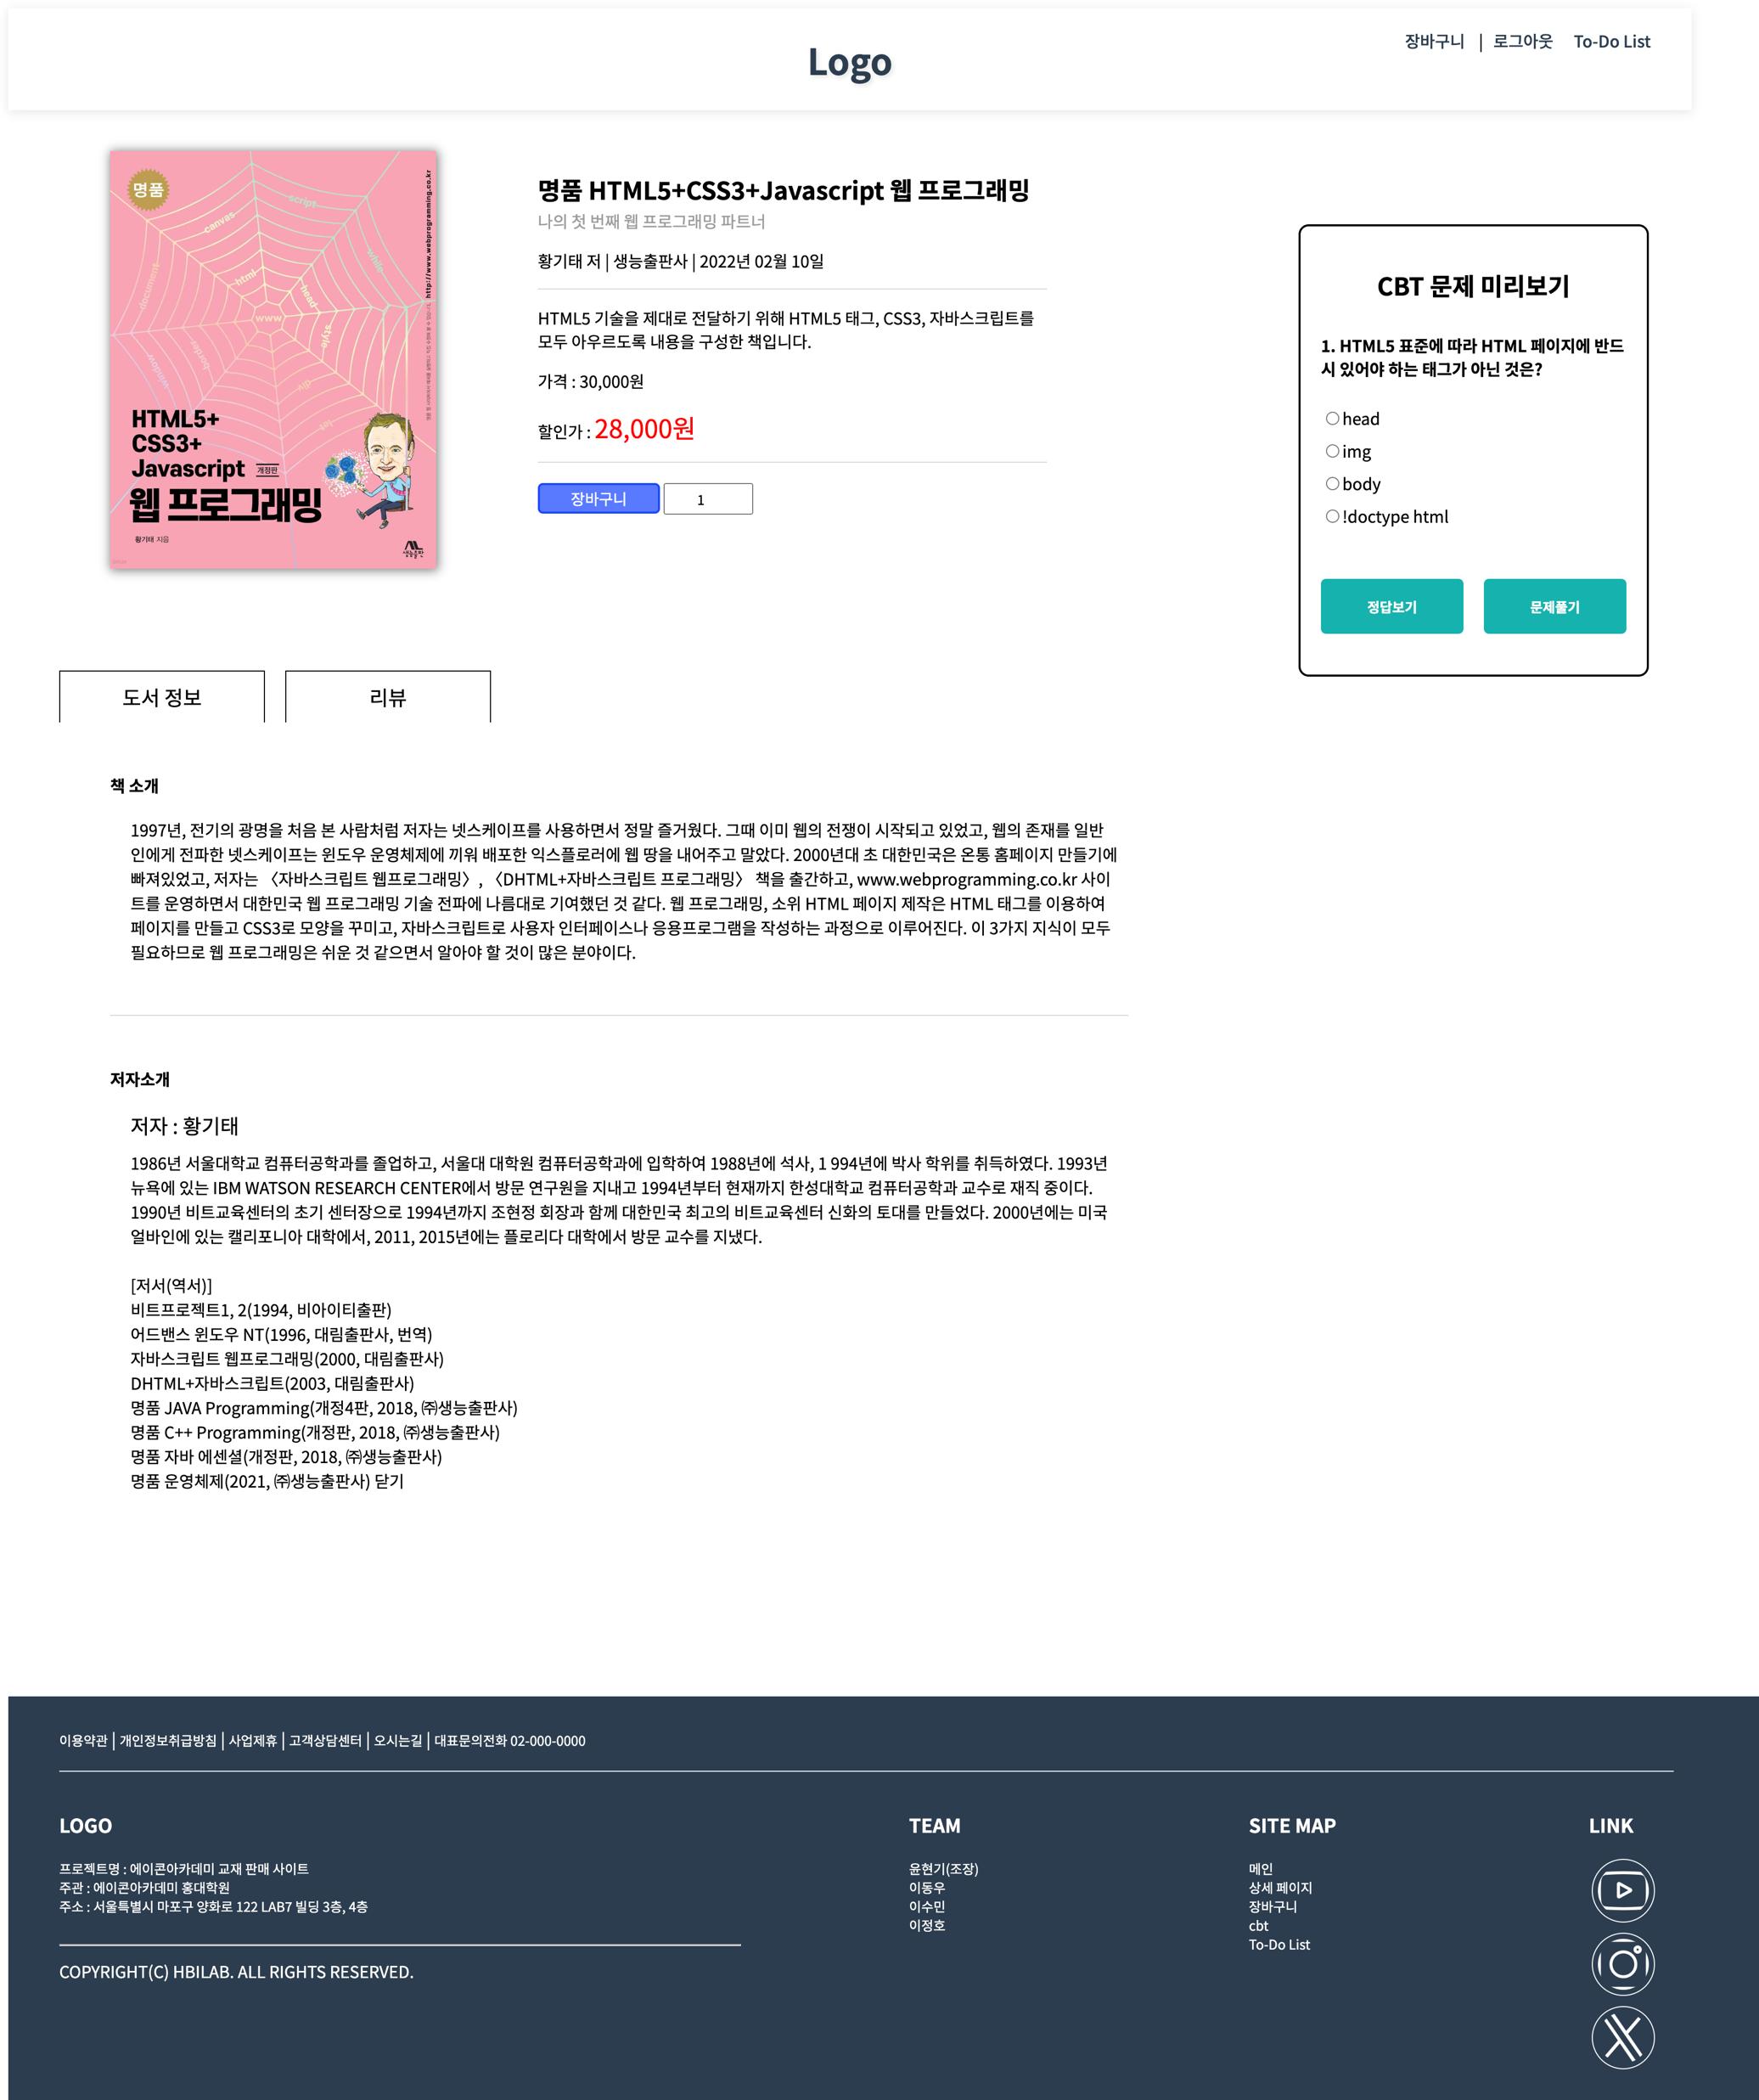 Logo
장바구니 | 로그아웃 To-Do List
명품
script
canvas
while
document
html
head
www
style
border
window
div
http://www.webprogramming.co.kr
HTML5+
CSS3+
Javascript 개정판
웹 프로그래밍
황기태 지음
생능출판
명품 HTML5+CSS3+Javascript 웹 프로그래밍
나의 첫 번째 웹 프로그래밍 파트너
황기태 저 | 생능출판사 | 2022년 02월 10일
HTML5 기술을 제대로 전달하기 위해 HTML5 태그, CSS3, 자바스크립트를
모두 아우르도록 내용을 구성한 책입니다.
가격 : 30,000원
할인가 : 28,000원
장바구니 1
CBT 문제 미리보기
1. HTML5 표준에 따라 HTML 페이지에 반드
시 있어야 하는 태그가 아닌 것은?
head
img
body
!doctype html
정답보기 문제풀기
도서 정보 리뷰
책 소개
1997년, 전기의 광명을 처음 본 사람처럼 저자는 넷스케이프를 사용하면서 정말 즐거웠다. 그때 이미 웹의 전쟁이 시작되고 있었고, 웹의 존재를 일반
인에게 전파한 넷스케이프는 윈도우 운영체제에 끼워 배포한 익스플로러에 웹 땅을 내어주고 말았다. 2000년대 초 대한민국은 온통 홈페이지 만들기에
빠져있었고, 저자는 〈자바스크립트 웹프로그래밍〉, 〈DHTML+자바스크립트 프로그래밍〉 책을 출간하고, www.webprogramming.co.kr 사이
트를 운영하면서 대한민국 웹 프로그래밍 기술 전파에 나름대로 기여했던 것 같다. 웹 프로그래밍, 소위 HTML 페이지 제작은 HTML 태그를 이용하여
페이지를 만들고 CSS3로 모양을 꾸미고, 자바스크립트로 사용자 인터페이스나 응용프로그램을 작성하는 과정으로 이루어진다. 이 3가지 지식이 모두
필요하므로 웹 프로그래밍은 쉬운 것 같으면서 알아야 할 것이 많은 분야이다.
저자소개
저자 : 황기태
1986년 서울대학교 컴퓨터공학과를 졸업하고, 서울대 대학원 컴퓨터공학과에 입학하여 1988년에 석사, 1 994년에 박사 학위를 취득하였다. 1993년
뉴욕에 있는 IBM WATSON RESEARCH CENTER에서 방문 연구원을 지내고 1994년부터 현재까지 한성대학교 컴퓨터공학과 교수로 재직 중이다.
1990년 비트교육센터의 초기 센터장으로 1994년까지 조현정 회장과 함께 대한민국 최고의 비트교육센터 신화의 토대를 만들었다. 2000년에는 미국
얼바인에 있는 캘리포니아 대학에서, 2011, 2015년에는 플로리다 대학에서 방문 교수를 지냈다.
[저서(역서)]
비트프로젝트1, 2(1994, 비아이티출판)
어드밴스 윈도우 NT(1996, 대림출판사, 번역)
자바스크립트 웹프로그래밍(2000, 대림출판사)
DHTML+자바스크립트(2003, 대림출판사)
명품 JAVA Programming(개정4판, 2018, ㈜생능출판사)
명품 C++ Programming(개정판, 2018, ㈜생능출판사)
명품 자바 에센셜(개정판, 2018, ㈜생능출판사)
명품 운영체제(2021, ㈜생능출판사) 닫기
이용약관 | 개인정보취급방침 | 사업제휴 | 고객상담센터 | 오시는길 | 대표문의전화 02-000-0000
LOGO
프로젝트명 : 에이콘아카데미 교재 판매 사이트
주관 : 에이콘아카데미 홍대학원
주소 : 서울특별시 마포구 양화로 122 LAB7 빌딩 3층, 4층
COPYRIGHT(C) HBILAB. ALL RIGHTS RESERVED.
TEAM
윤현기(조장)
이동우
이수민
이정호
SITE MAP
메인
상세 페이지
장바구니
cbt
To-Do List
LINK